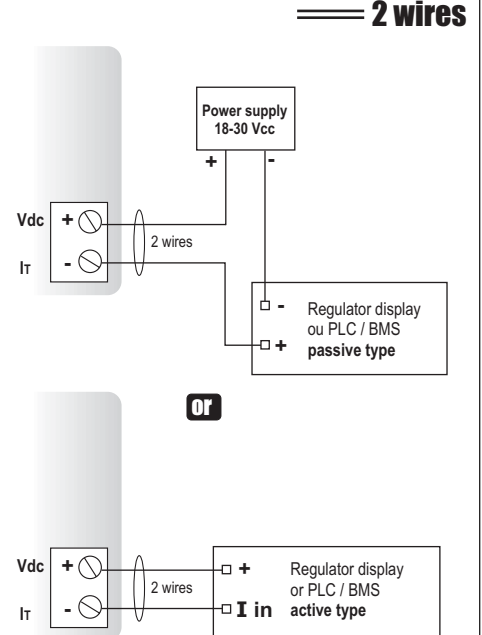 2 wires
Power supply
18-30 Vcc
+ -
Vdc + 
2 wires
IT -
- Regulator display
ou PLC / BMS
+ passive type
or
Vdc +
+ Regulator display
2 wires
or PLC / BMS
IT -
I in active type